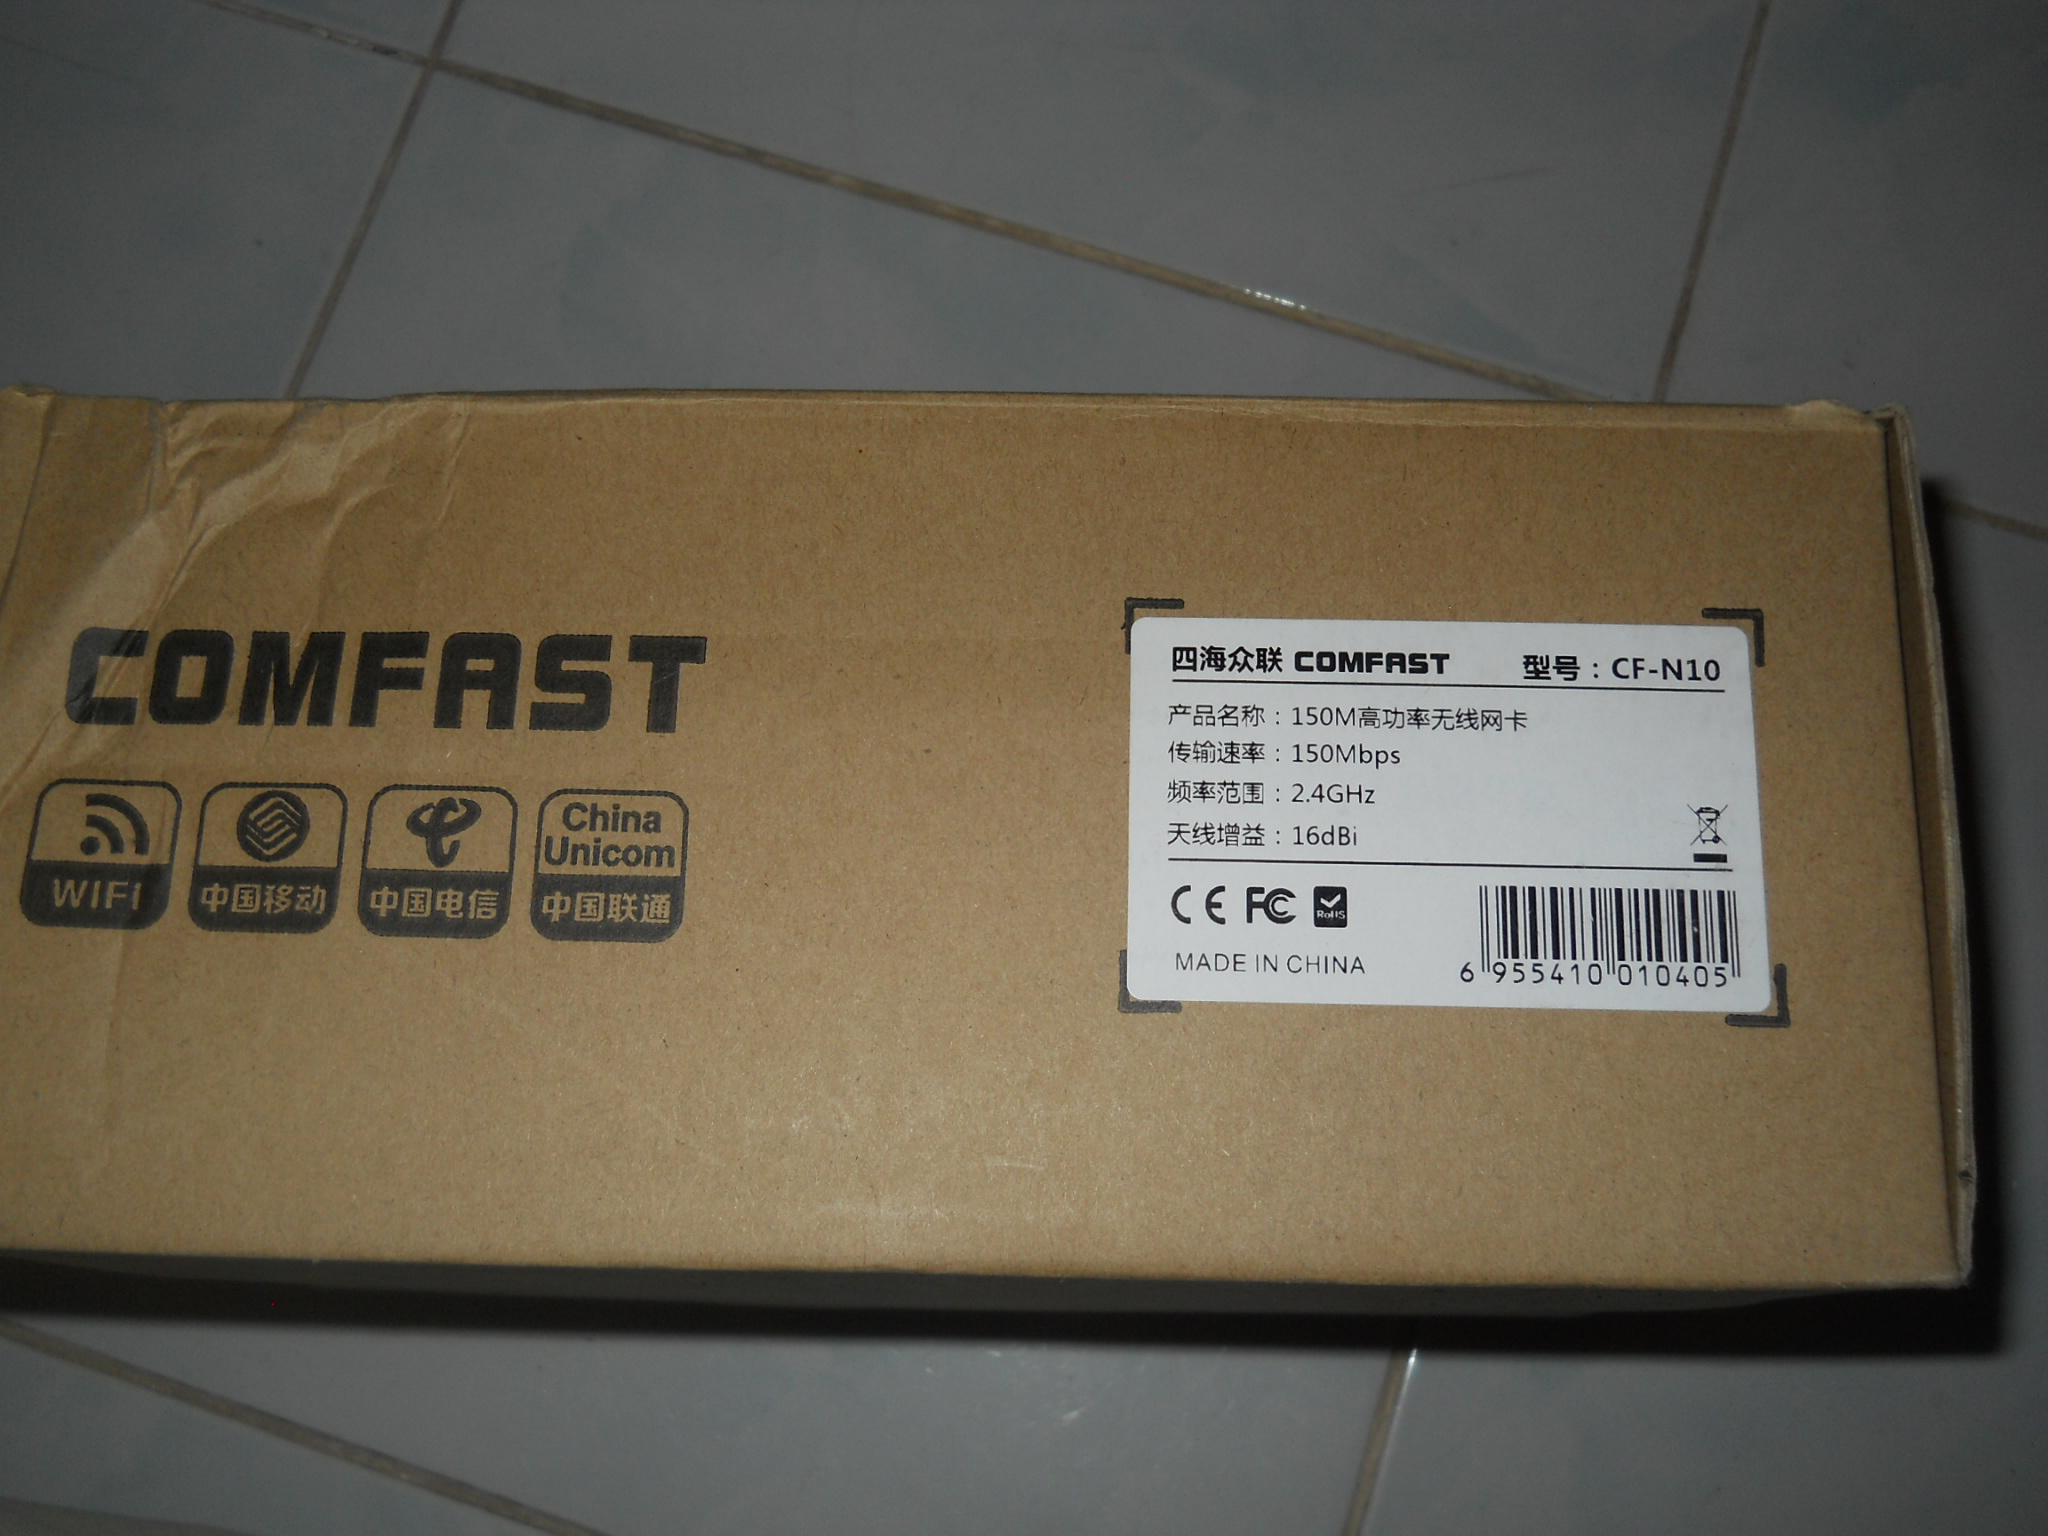 COMFAST
WIFi
中国移动
中国电信
China
Unicom
中国联通
四海众联 COMFAST 型号：CF-N10
产品名称：150M高功率无线网卡
传输速率：150Mbps
频率范围：2.4GHz
天线增益：16dBi
CE FC RoHS
MADE IN CHINA
6 955410 010405